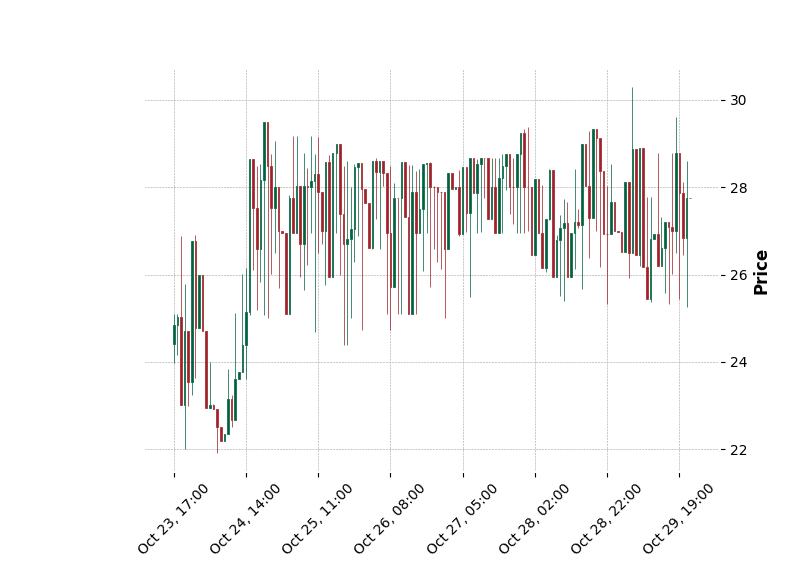 30
28
26
24
22
Price
Oct 23, 17:00
Oct 24, 14:00
Oct 25, 11:00
Oct 26, 08:00
Oct 27, 05:00
Oct 28, 02:00
Oct 28, 22:00
Oct 29, 19:00